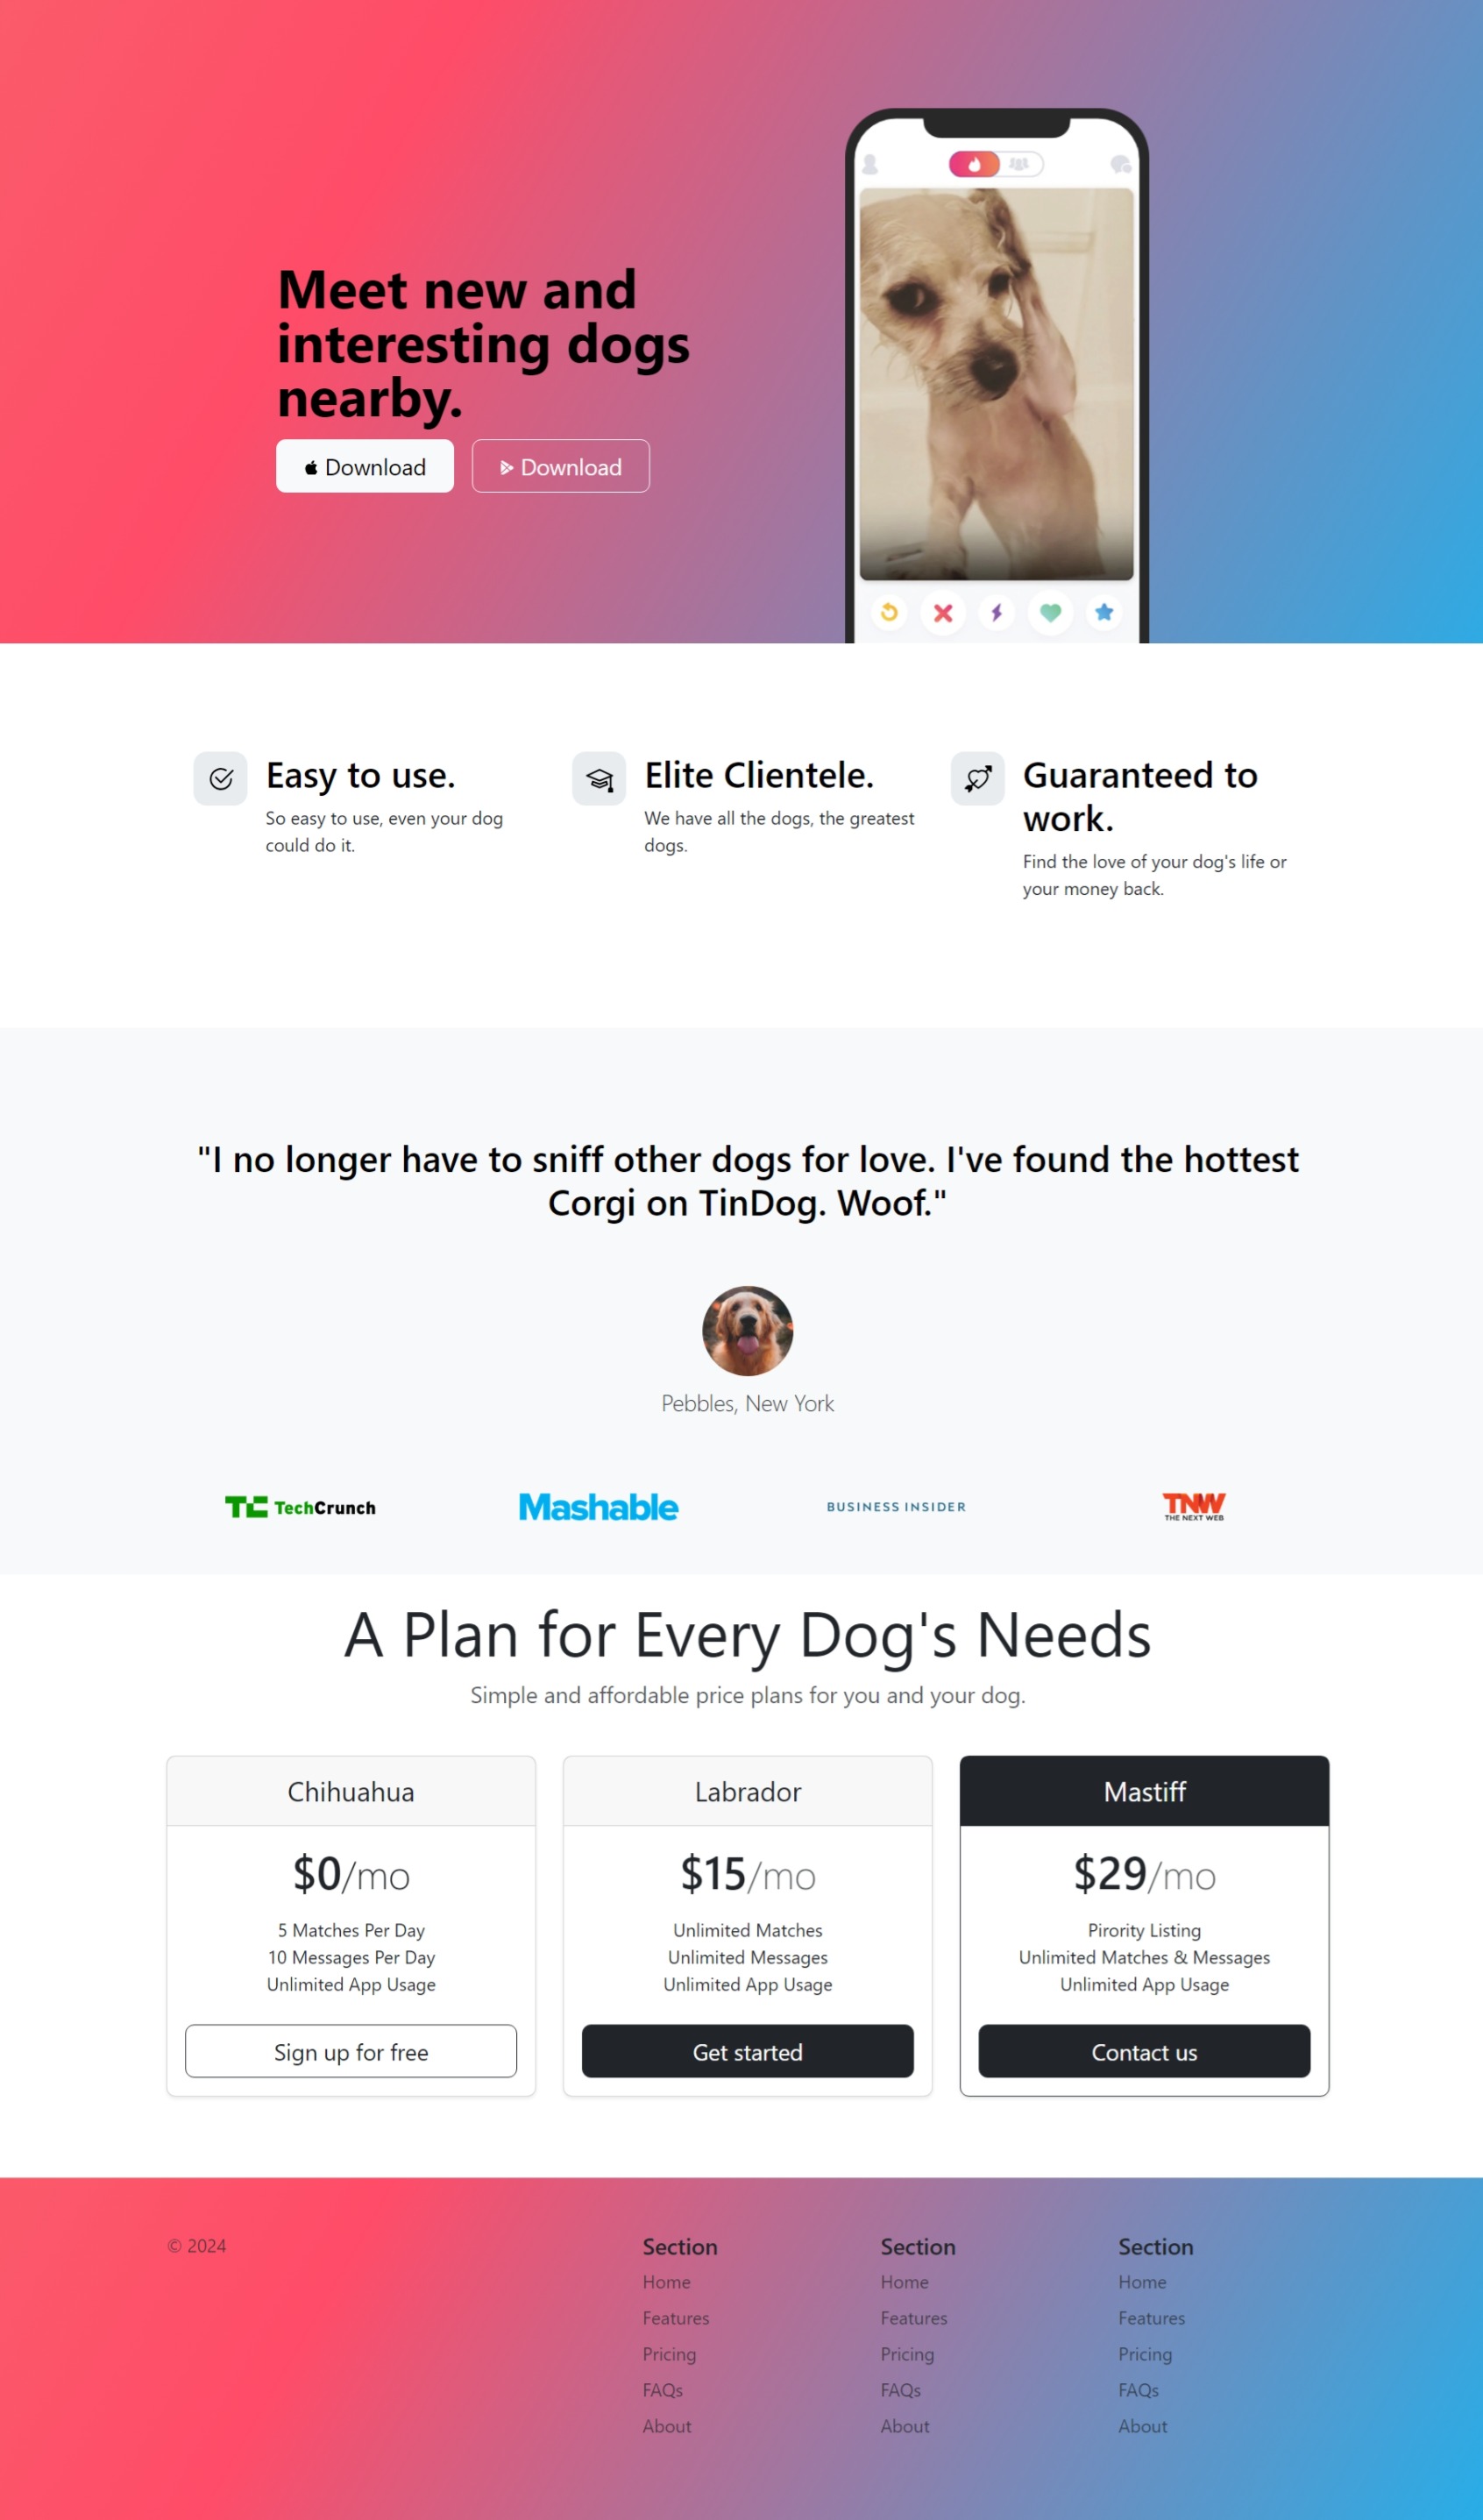 Meet new and
interesting dogs
nearby.
Download
Download
Easy to use.
So easy to use, even your dog
could do it.
Elite Clientele.
We have all the dogs, the greatest
dogs.
Guaranteed to
work.
Find the love of your dog's life or
your money back.
"I no longer have to sniff other dogs for love. I've found the hottest
Corgi on TinDog. Woof."
Pebbles, New York
TC TechCrunch
Mashable
BUSINESS INSIDER
TNW
THE NEXT WEB
A Plan for Every Dog's Needs
Simple and affordable price plans for you and your dog.
Chihuahua
$0/mo
5 Matches Per Day
10 Messages Per Day
Unlimited App Usage
Sign up for free
Labrador
$15/mo
Unlimited Matches
Unlimited Messages
Unlimited App Usage
Get started
Mastiff
$29/mo
Pirority Listing
Unlimited Matches & Messages
Unlimited App Usage
Contact us
© 2024
Section
Home
Features
Pricing
FAQs
About
Section
Home
Features
Pricing
FAQs
About
Section
Home
Features
Pricing
FAQs
About